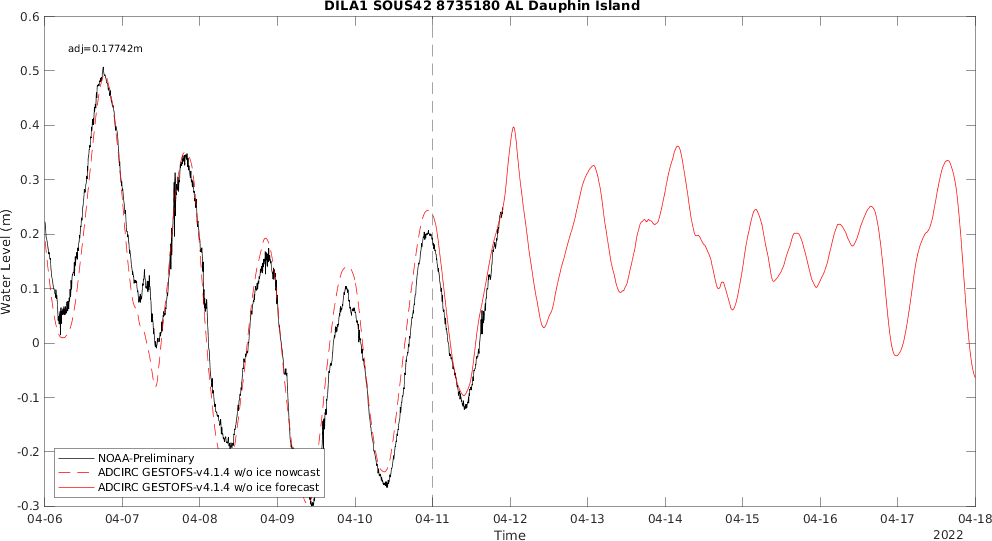 DILA1 SOUS42 8735180 AL Dauphin Island
adj=0.17742m
0.6
0.5
0.4
0.3
0.2
0.1
0
-0.1
-0.2
-0.3
Water Level (m)
NOAA-Preliminary
ADCIRC GESTOFS-v4.1.4 w/o ice nowcast
ADCIRC GESTOFS-v4.1.4 w/o ice forecast
04-06 04-07 04-08 04-09 04-10 04-11 04-12 04-13 04-14 04-15 04-16 04-17 04-18
Time
2022